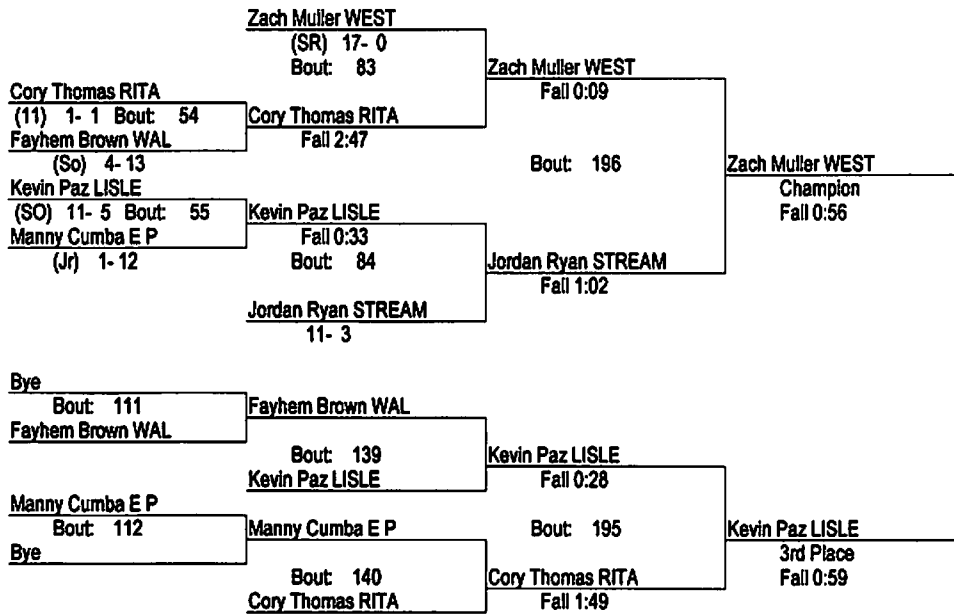 Zach Muller WEST
(SR) 17- 0
Bout: 83
Zach Muller WEST
Fall 0:09
Cory Thomas RITA
(11) 1- 1 Bout: 54
Cory Thomas RITA
Fall 2:47
Fayhem Brown WAL
(So) 4- 13
Bout: 196
Zach Muller WEST
Champion
Fall 0:56
Kevin Paz LISLE
(SO) 11- 5 Bout: 55
Kevin Paz LISLE
Fall 0:33
Bout: 84
Manny Cumba E P
(Jr) 1- 12
Jordan Ryan STREAM
Fall 1:02
Jordan Ryan STREAM
11- 3
Bye
Bout: 111
Fayhem Brown WAL
Fayhem Brown WAL
Bout: 139
Kevin Paz LISLE
Fall 0:28
Kevin Paz LISLE
Manny Cumba E P
Bout: 112
Manny Cumba E P
Bout: 195
Kevin Paz LISLE
3rd Place
Fall 0:59
Bye
Bout: 140
Cory Thomas RITA
Fall 1:49
Cory Thomas RITA